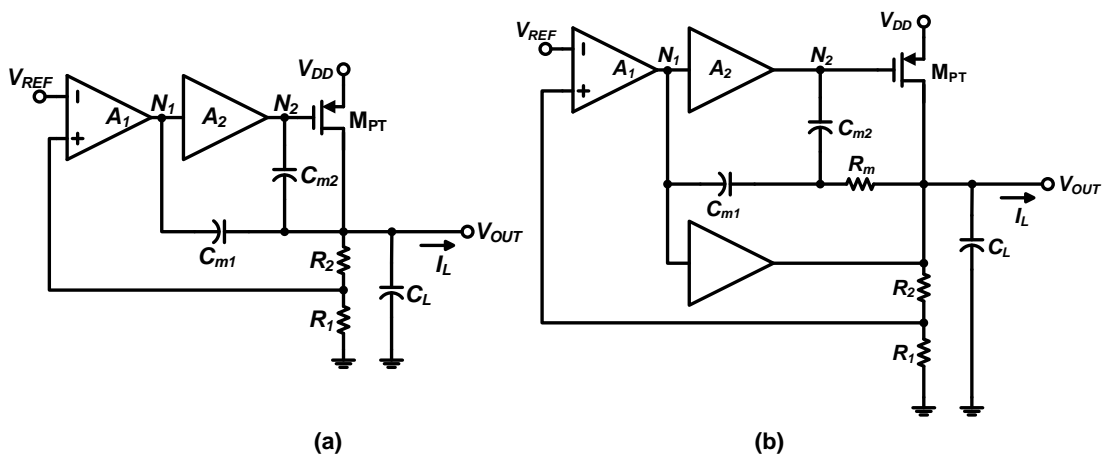 V_REF
A_1
N_1
A_2
N_2
V_DD
M_PT
C_m2
C_m1
R_2
R_1
C_L
I_L
V_OUT
(a)
V_REF
A_1
N_1
A_2
N_2
V_DD
M_PT
C_m2
R_m
C_m1
V_OUT
I_L
C_L
R_2
R_1
(b)